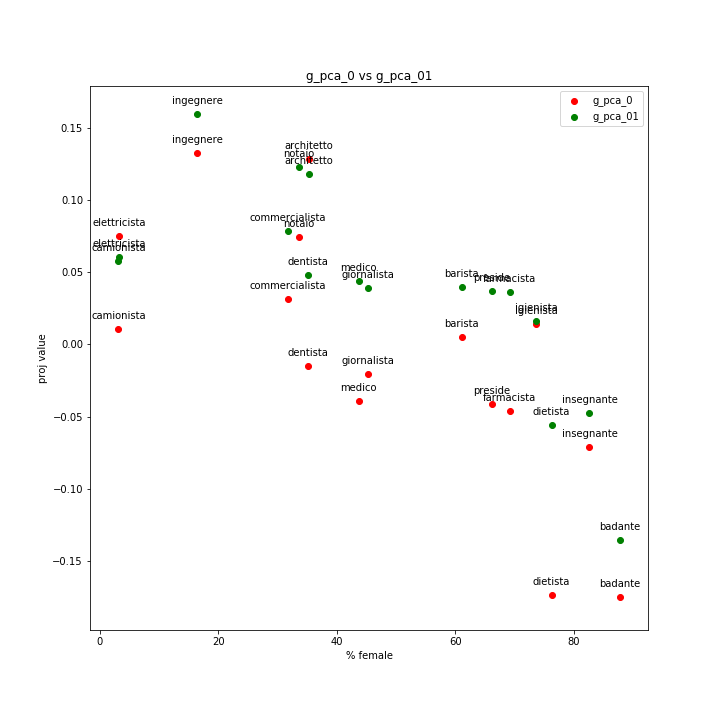 g_pca_0 vs g_pca_01
g_pca_0
g_pca_01
ingegnere
ingegnere
architetto
notaio
architetto
elettricista
commercialista
notaio
elettricista
camionista
dentista
medico
giornalista
barista
preside
farmacista
commercialista
igienista
igienista
camionista
barista
dentista
giornalista
medico
preside
farmacista
insegnante
dietista
insegnante
badante
dietista
badante
0.15
0.10
0.05
0.00
−0.05
−0.10
−0.15
proj value
0
20
40
60
80
% female